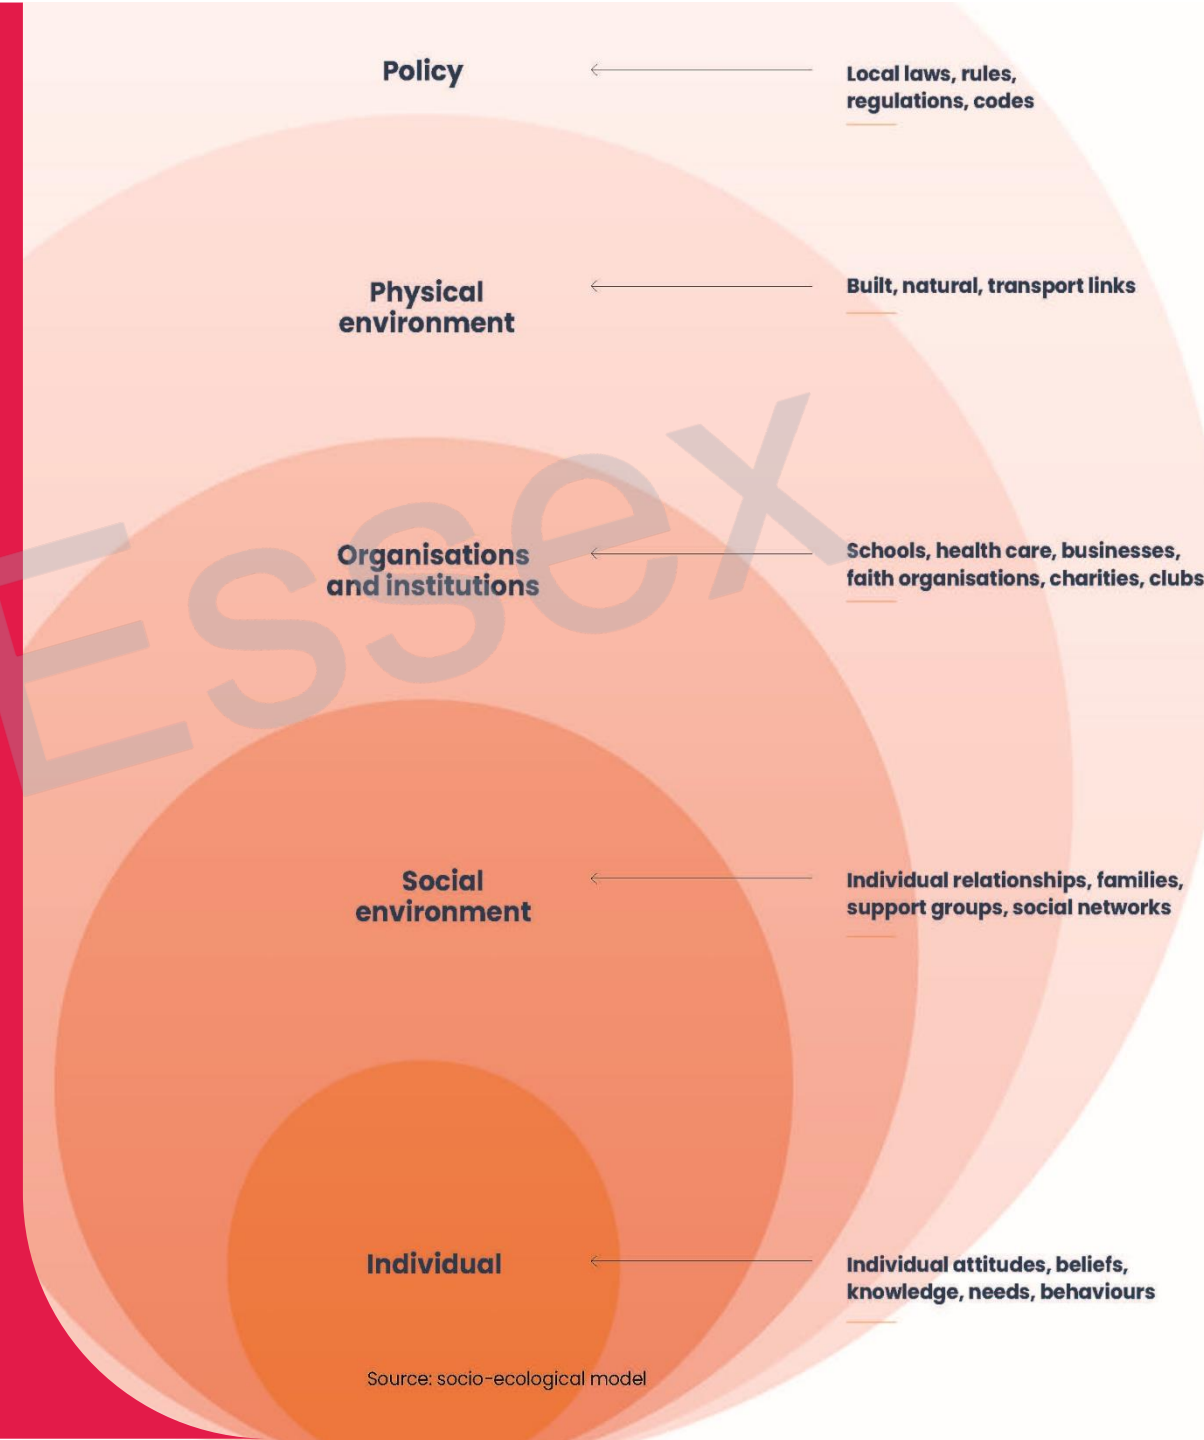 Policy
Local laws, rules,
regulations, codes
Physical
environment
Built, natural, transport links
Essex
Organisations
and institutions
Schools, health care, businesses,
faith organisations, charities, clubs
Social
environment
Individual relationships, families,
support groups, social networks
Individual
Individual attitudes, beliefs,
knowledge, needs, behaviours
Source: socio-ecological model